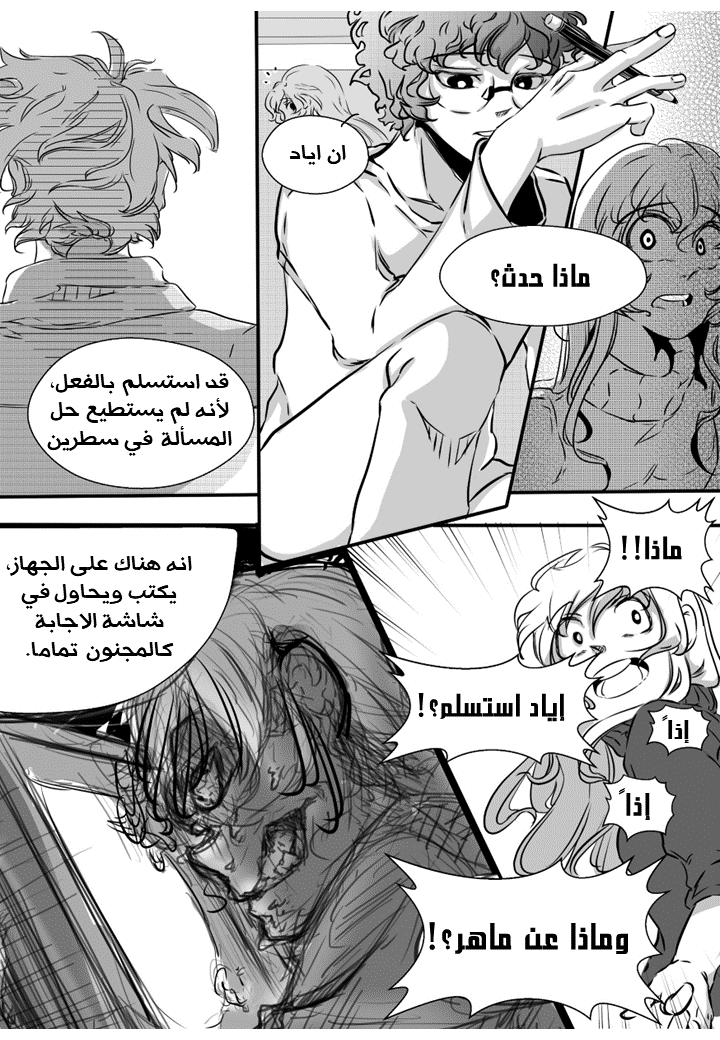 ماذا حدث؟
ان اياد
قد استسلم بالفعل،
لأنه لم يستطيع حل
المسألة في سطرين
ماذا!!
إياد استسلم؟!
إذاً
إذاً
وماذا عن ماهر؟!
انه هناك على الجهاز،
يكتب ويحاول في
شاشة الاجابة
كالمجنون تماما.